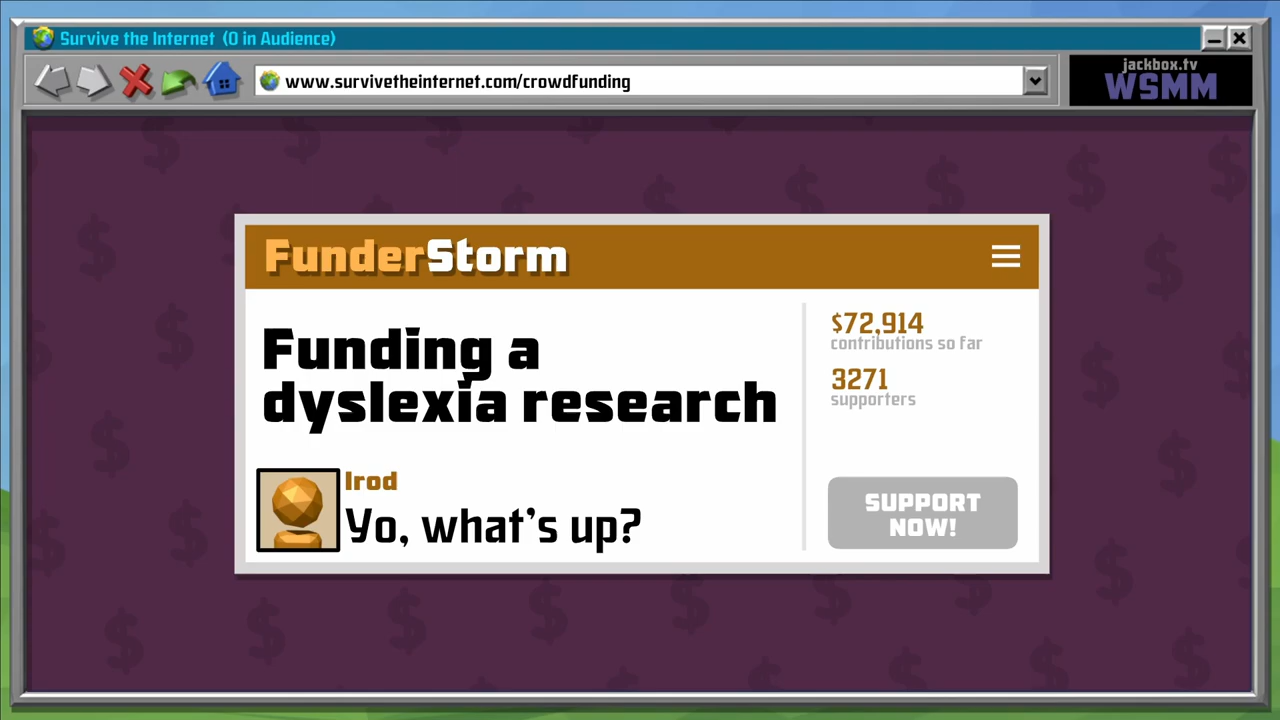 Survive the Internet (0 in Audience)
www.survivetheinternet.com/crowdfunding
jackbox.tv
WSMM
FunderStorm
Funding a
dyslexia research
Irod
Yo, what's up?
$72,914
contributions so far
3271
supporters
SUPPORT
NOW!